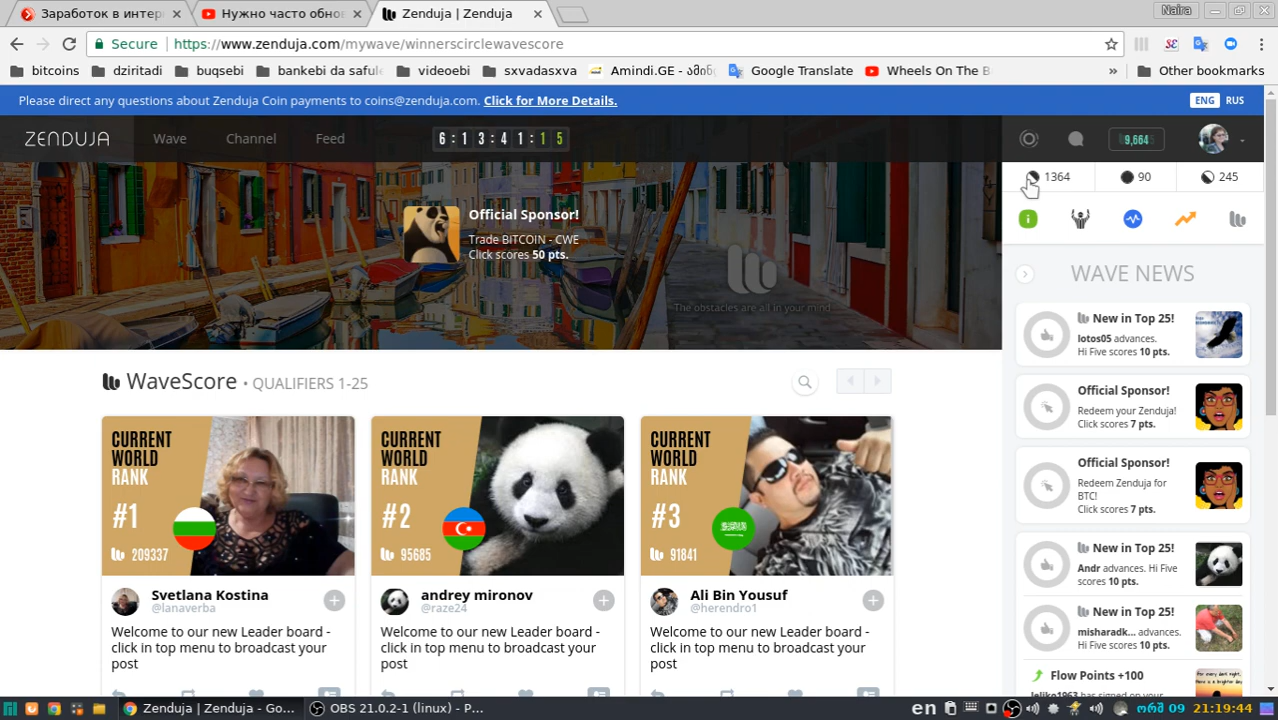 Заработок в интер
Нужно часто обнов
Zenduja | Zenduja
Naira
Secure
https://www.zenduja.com/mywave/winnerscirclewavescore
bitcoins
dziritadi
buqsebi
bankebi da safule
videoebi
sxvadasxva
Amindi.GE - ამინდ
Google Translate
Wheels On The B
»
Other bookmarks
Please direct any questions about Zenduja Coin payments to coins@zenduja.com. Click for More Details.
ENG
RUS
ZENDUJA
Wave
Channel
Feed
6:13:41:15
9,664
1364
90
245
Official Sponsor!
Trade BITCOIN - CWE
Click scores 50 pts.
The obstacles are all in your mind
WAVE NEWS
New in Top 25!
lotos05 advances.
Hi Five scores 10 pts.
Official Sponsor!
Redeem your Zenduja!
Click scores 7 pts.
Official Sponsor!
Redeem Zenduja for
BTC!
Click scores 7 pts.
New in Top 25!
Andr advances. Hi Five
scores 10 pts.
New in Top 25!
misharadk... advances.
Hi Five scores 10 pts.
Flow Points +100
leliko1963 has signed on your
WaveScore • QUALIFIERS 1-25
CURRENT
WORLD
RANK
#1
209337
Svetlana Kostina
@lanaverba
Welcome to our new Leader board -
click in top menu to broadcast your
post
CURRENT
WORLD
RANK
#2
95685
andrey mironov
@raze24
Welcome to our new Leader board -
click in top menu to broadcast your
post
CURRENT
WORLD
RANK
#3
91841
Ali Bin Yousuf
@herendro1
Welcome to our new Leader board -
click in top menu to broadcast your
post
Zenduja | Zenduja - Go...
OBS 21.0.2-1 (linux) - P...
en
ორშ 09
21:19:44